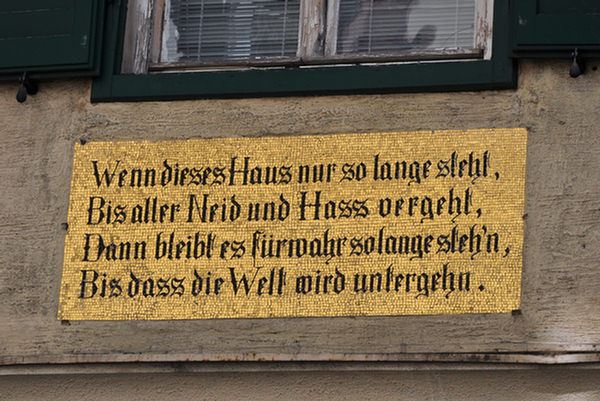 Wenn dieses Haus nur so lange steht,
Bis aller Neid und Hass vergeht,
Dann bleibt es fürwahr so lange steh'n,
Bis dass die Welt wird untergehn.